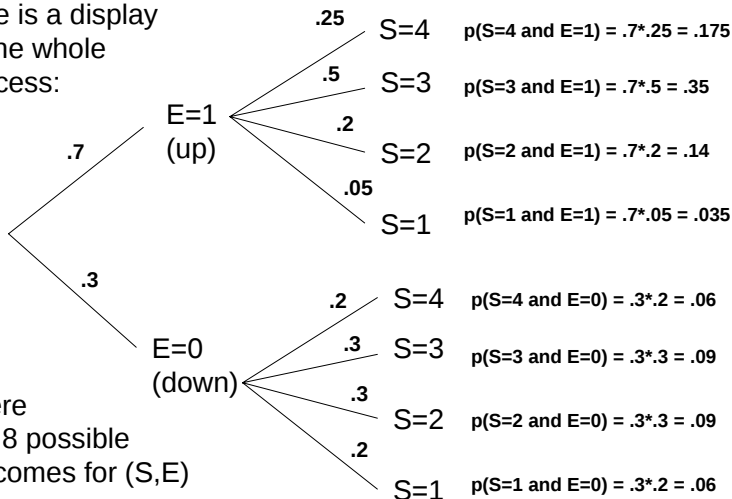 e is a display
he whole
cess:
.7
E=1
(up)
.25
S=4 p(S=4 and E=1) = .7*.25 = .175
.5
S=3 p(S=3 and E=1) = .7*.5 = .35
.2
S=2 p(S=2 and E=1) = .7*.2 = .14
.05
S=1 p(S=1 and E=1) = .7*.05 = .035
.3
E=0
(down)
.2
S=4 p(S=4 and E=0) = .3*.2 = .06
.3
S=3 p(S=3 and E=0) = .3*.3 = .09
.3
S=2 p(S=2 and E=0) = .3*.3 = .09
.2
S=1 p(S=1 and E=0) = .3*.2 = .06
ere
8 possible
comes for (S,E)